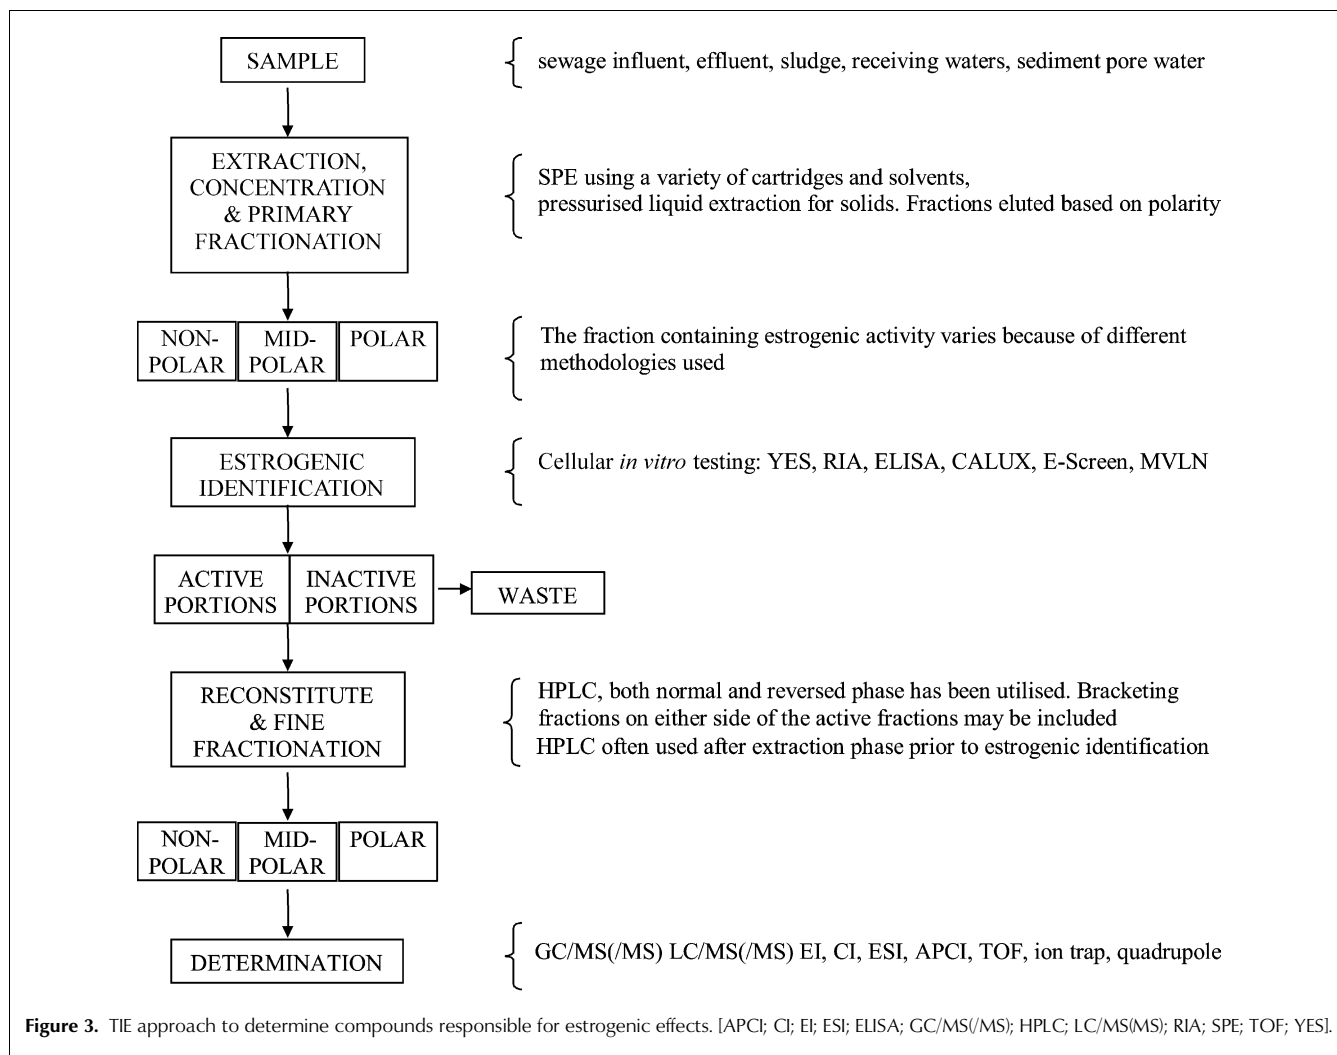 SAMPLE
sewage influent, effluent, sludge, receiving waters, sediment pore water
EXTRACTION,
CONCENTRATION
& PRIMARY
FRACTIONATION
SPE using a variety of cartridges and solvents,
pressurised liquid extraction for solids. Fractions eluted based on polarity
NON-
POLAR
MID-
POLAR
POLAR
The fraction containing estrogenic activity varies because of different
methodologies used
ESTROGENIC
IDENTIFICATION
Cellular in vitro testing: YES, RIA, ELISA, CALUX, E-Screen, MVLN
ACTIVE
PORTIONS
INACTIVE
PORTIONS
WASTE
RECONSTITUTE
& FINE
FRACTIONATION
HPLC, both normal and reversed phase has been utilised. Bracketing
fractions on either side of the active fractions may be included
HPLC often used after extraction phase prior to estrogenic identification
NON-
POLAR
MID-
POLAR
POLAR
DETERMINATION
GC/MS(/MS) LC/MS(/MS) EI, CI, ESI, APCI, TOF, ion trap, quadrupole
Figure 3. TIE approach to determine compounds responsible for estrogenic effects. [APCI; CI; EI; ESI; ELISA; GC/MS(/MS); HPLC; LC/MS(MS); RIA; SPE; TOF; YES].